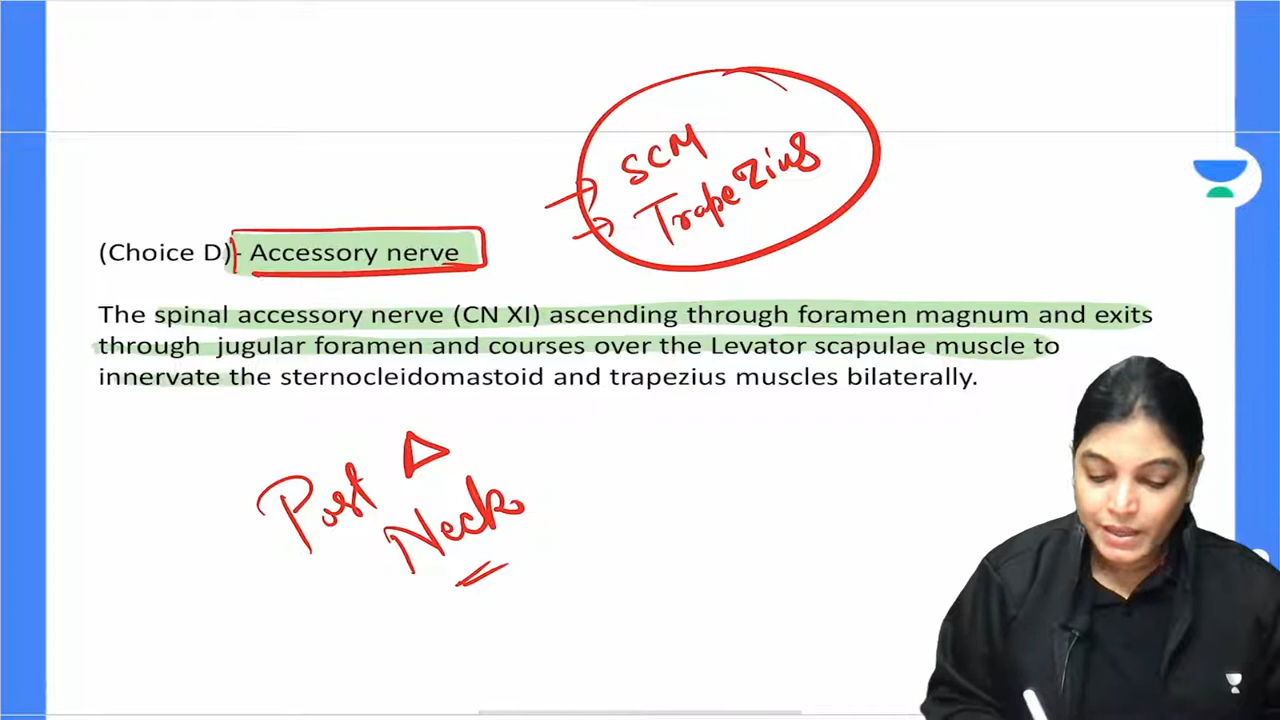 SCM
Trapezius
(Choice D)- Accessory nerve
The spinal accessory nerve (CN XI) ascending through foramen magnum and exits
through jugular foramen and courses over the Levator scapulae muscle to
innervate the sternocleidomastoid and trapezius muscles bilaterally.
Post Δ
Neck